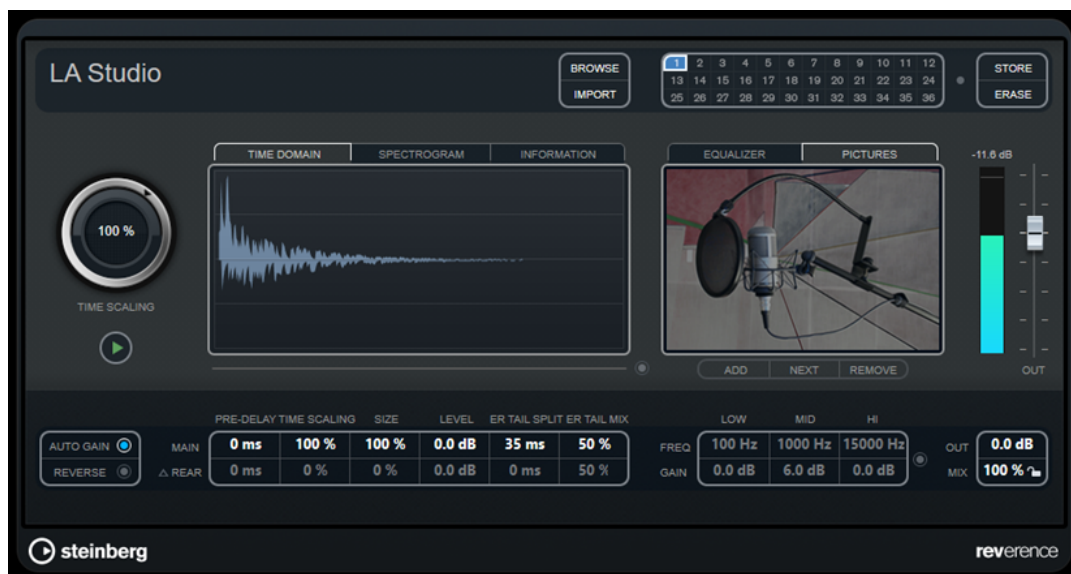 LA Studio
BROWSE
IMPORT
1 2 3 4 5 6 7 8 9 10 11 12
13 14 15 16 17 18 19 20 21 22 23 24
25 26 27 28 29 30 31 32 33 34 35 36
STORE
ERASE
TIME DOMAIN SPECTROGRAM INFORMATION
EQUALIZER PICTURES
-11.6 dB
100 %
TIME SCALING
ADD NEXT REMOVE
OUT
PRE-DELAY TIME SCALING SIZE LEVEL ER TAIL SPLIT ER TAIL MIX
LOW MID HI
AUTO GAIN MAIN 0 ms 100 % 100 % 0.0 dB 35 ms 50 %
FREQ 100 Hz 1000 Hz 15000 Hz OUT 0.0 dB
REVERSE △ REAR 0 ms 0 % 0 % 0.0 dB 0 ms 50 %
GAIN 0.0 dB 6.0 dB 0.0 dB MIX 100 %
steinberg
reverence